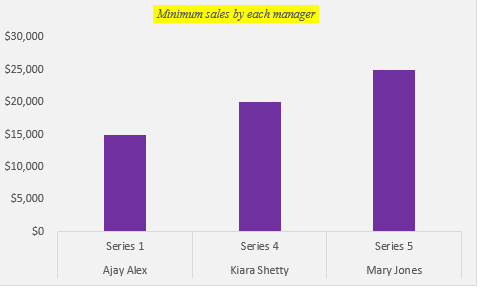 Minimum sales by each manager
$30,000
$25,000
$20,000
$15,000
$10,000
$5,000
$0
Series 1 Series 4 Series 5
Ajay Alex Kiara Shetty Mary Jones